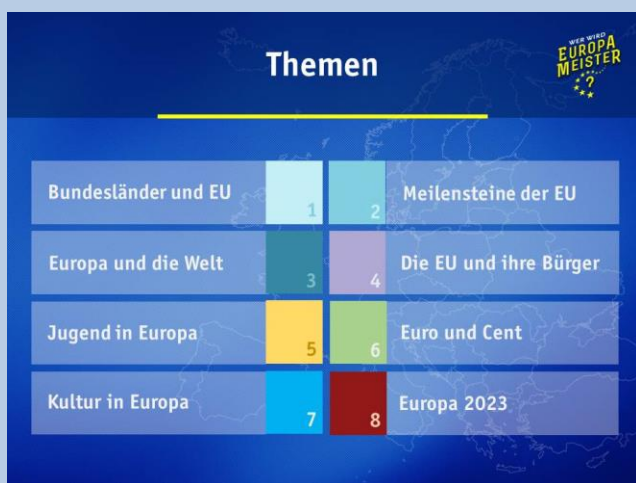 Themen
WER WIRD
EUROPA
MEISTER
?
Bundesländer und EU
1
2
Meilensteine der EU
Europa und die Welt
3
4
Die EU und ihre Bürger
Jugend in Europa
5
6
Euro und Cent
Kultur in Europa
7
8
Europa 2023